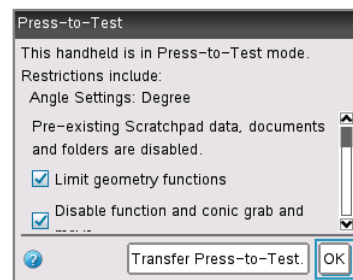 Press-to-Test
This handheld is in Press-to-Test mode.
Restrictions include:
Angle Settings: Degree
Pre-existing Scratchpad data, documents
and folders are disabled.
Limit geometry functions
Disable function and conic grab and
?
Transfer Press-to-Test.
OK